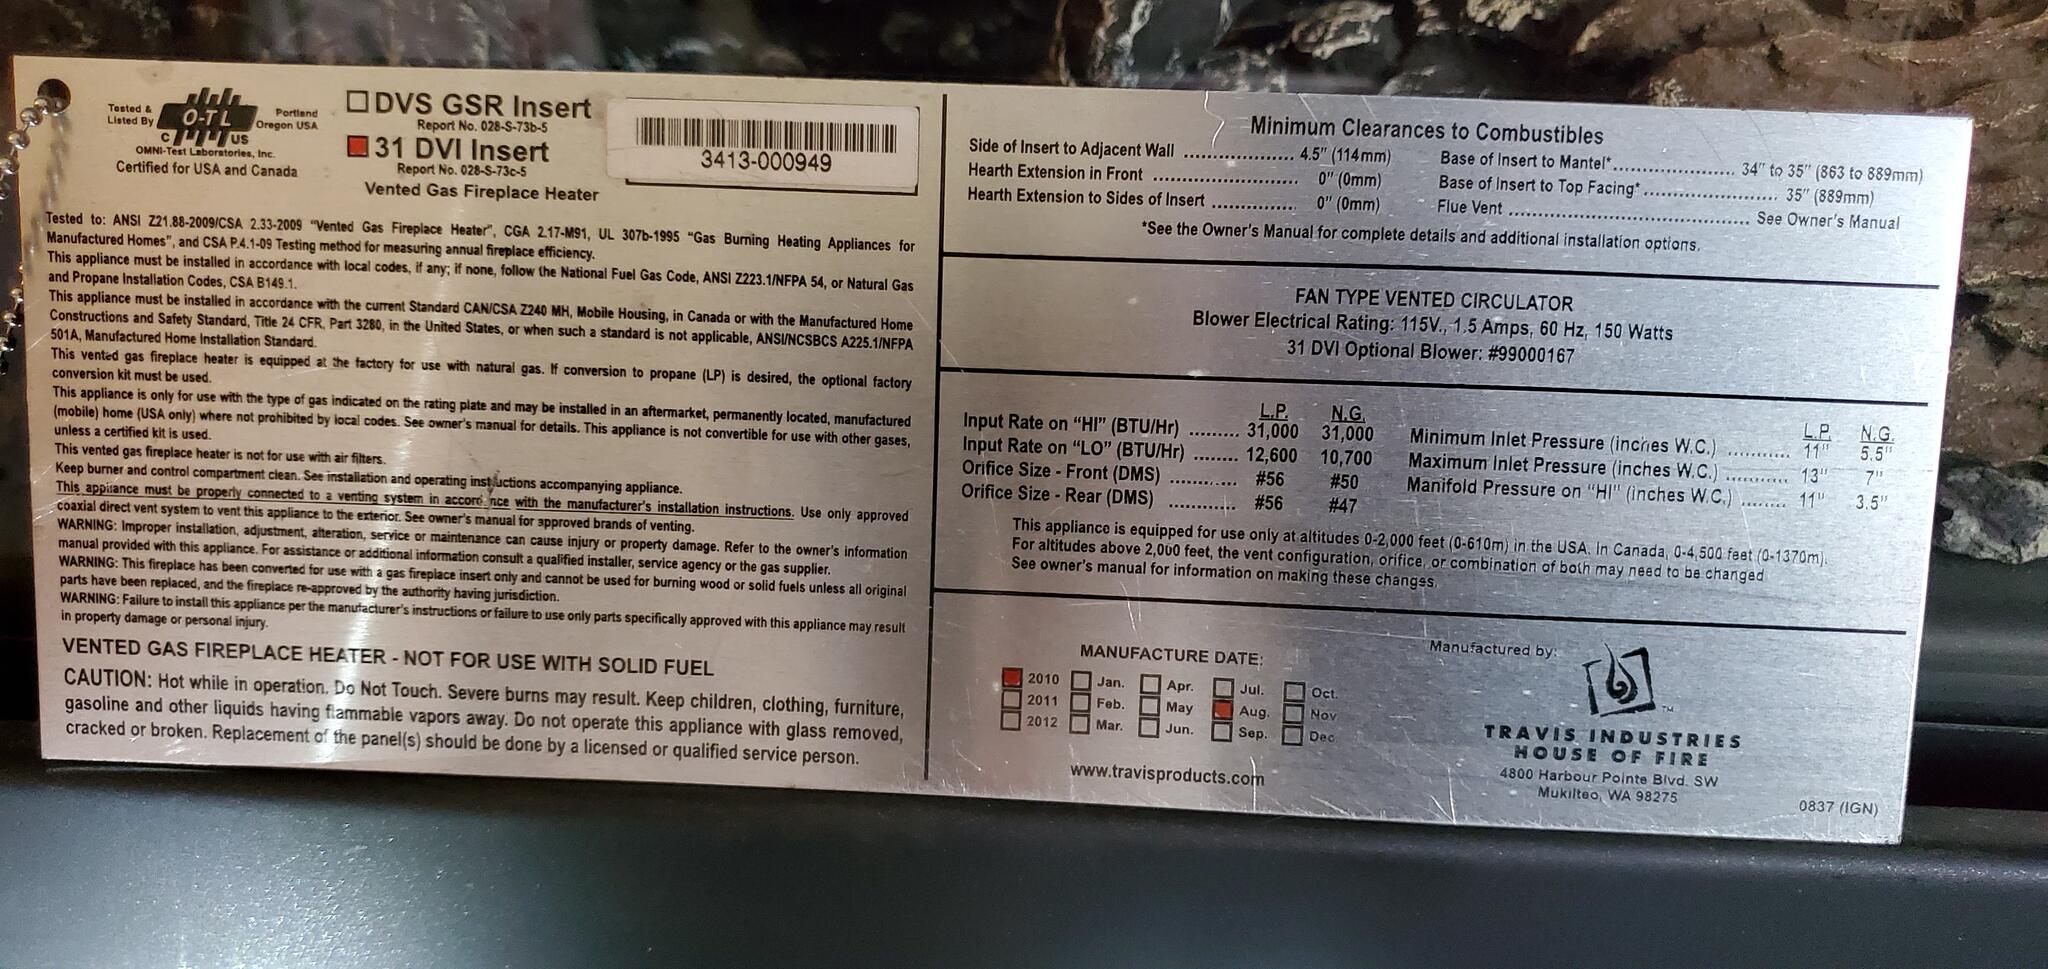 Tested &
Listed By
O-TL
C US
Portland
Oregon USA
OMNI-Test Laboratories, Inc.
Certified for USA and Canada
DVS GSR Insert
Report No. 028-S-73b-5
31 DVI Insert
Report No. 028-S-73c-5
Vented Gas Fireplace Heater
3413-000949
Tested to: ANSI Z21.88-2009/CSA 2.33-2009 "Vented Gas Fireplace Heater", CGA 2.17-M91, UL 307b-1995 "Gas Burning Heating Appliances for
Manufactured Homes", and CSA P.4.1-09 Testing method for measuring annual fireplace efficiency.
This appliance must be installed in accordance with local codes, if any; if none, follow the National Fuel Gas Code, ANSI Z223.1/NFPA 54, or Natural Gas
and Propane Installation Codes, CSA B149.1.
This appliance must be installed in accordance with the current Standard CAN/CSA Z240 MH, Mobile Housing, in Canada or with the Manufactured Home
Constructions and Safety Standard, Title 24 CFR, Part 3280, in the United States, or when such a standard is not applicable, ANSI/NCSBCS A225.1/NFPA
501A, Manufactured Home Installation Standard.
This vented gas fireplace heater is equipped at the factory for use with natural gas. If conversion to propane (LP) is desired, the optional factory
conversion kit must be used.
This appliance is only for use with the type of gas indicated on the rating plate and may be installed in an aftermarket, permanently located, manufactured
(mobile) home (USA only) where not prohibited by local codes. See owner's manual for details. This appliance is not convertible for use with other gases,
unless a certified kit is used.
This vented gas fireplace heater is not for use with air filters.
Keep burner and control compartment clean. See installation and operating instructions accompanying appliance.
This appliance must be properly connected to a venting system in accordance with the manufacturer's installation instructions. Use only approved
coaxial direct vent system to vent this appliance to the exterior. See owner's manual for approved brands of venting.
WARNING: Improper installation, adjustment, alteration, service or maintenance can cause injury or property damage. Refer to the owner's information
manual provided with this appliance. For assistance or additional information consult a qualified installer, service agency or the gas supplier.
WARNING: This fireplace has been converted for use with a gas fireplace insert only and cannot be used for burning wood or solid fuels unless all original
parts have been replaced, and the fireplace re-approved by the authority having jurisdiction.
WARNING: Failure to install this appliance per the manufacturer's instructions or failure to use only parts specifically approved with this appliance may result
in property damage or personal injury.
VENTED GAS FIREPLACE HEATER - NOT FOR USE WITH SOLID FUEL
CAUTION: Hot while in operation. Do Not Touch. Severe burns may result. Keep children, clothing, furniture,
gasoline and other liquids having flammable vapors away. Do not operate this appliance with glass removed,
cracked or broken. Replacement of the panel(s) should be done by a licensed or qualified service person.
Minimum Clearances to Combustibles
Side of Insert to Adjacent Wall .................... 4.5" (114mm)
Hearth Extension in Front .......................... 0" (0mm)
Hearth Extension to Sides of Insert ............... 0" (0mm)
Base of Insert to Mantel*...................... 34" to 35" (863 to 889mm)
Base of Insert to Top Facing*........................ 35" (889mm)
Flue Vent ........................................... See Owner's Manual
*See the Owner's Manual for complete details and additional installation options.
FAN TYPE VENTED CIRCULATOR
Blower Electrical Rating: 115V., 1.5 Amps, 60 Hz, 150 Watts
31 DVI Optional Blower: #99000167
L.P. N.G.
Input Rate on "HI" (BTU/Hr) ......... 31,000 31,000
Input Rate on "LO" (BTU/Hr) ........ 12,600 10,700
Orifice Size - Front (DMS) ............ #56 #50
Orifice Size - Rear (DMS) ............ #56 #47
L.P. N.G.
Minimum Inlet Pressure (inches W.C.) ........... 11" 5.5"
Maximum Inlet Pressure (inches W.C.) ........... 13" 7"
Manifold Pressure on "HI" (inches W.C.) ........ 11" 3.5"
This appliance is equipped for use only at altitudes 0-2,000 feet (0-610m) in the USA. In Canada, 0-4,500 feet (0-1370m).
For altitudes above 2,000 feet, the vent configuration, orifice, or combination of both may need to be changed
See owner's manual for information on making these changes.
MANUFACTURE DATE:
2010 Jan. Apr. Jul. Oct.
2011 Feb. May Aug. Nov
2012 Mar. Jun. Sep. Dec
www.travisproducts.com
Manufactured by:
TM
TRAVIS INDUSTRIES
HOUSE OF FIRE
4800 Harbour Pointe Blvd. SW
Mukilteo, WA 98275
0837 (IGN)